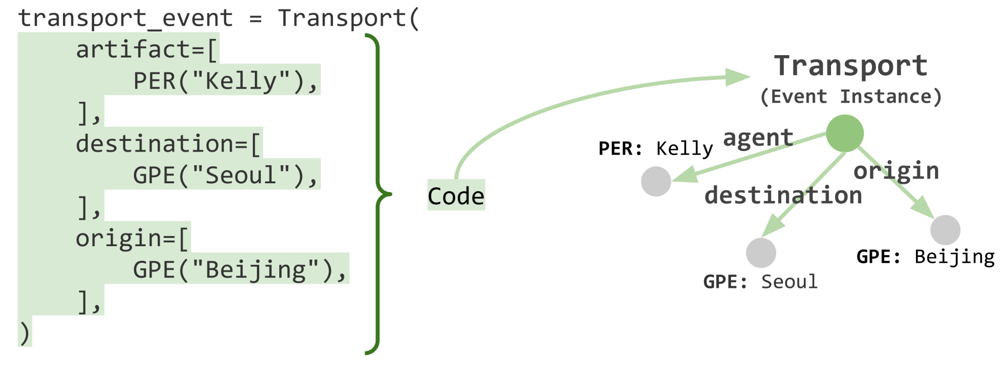 transport_event = Transport(
artifact=[
PER("Kelly"),
],
destination=[
GPE("Seoul"),
],
origin=[
GPE("Beijing"),
],
)
Code
Transport
(Event Instance)
agent
PER: Kelly
origin
destination
GPE: Beijing
GPE: Seoul